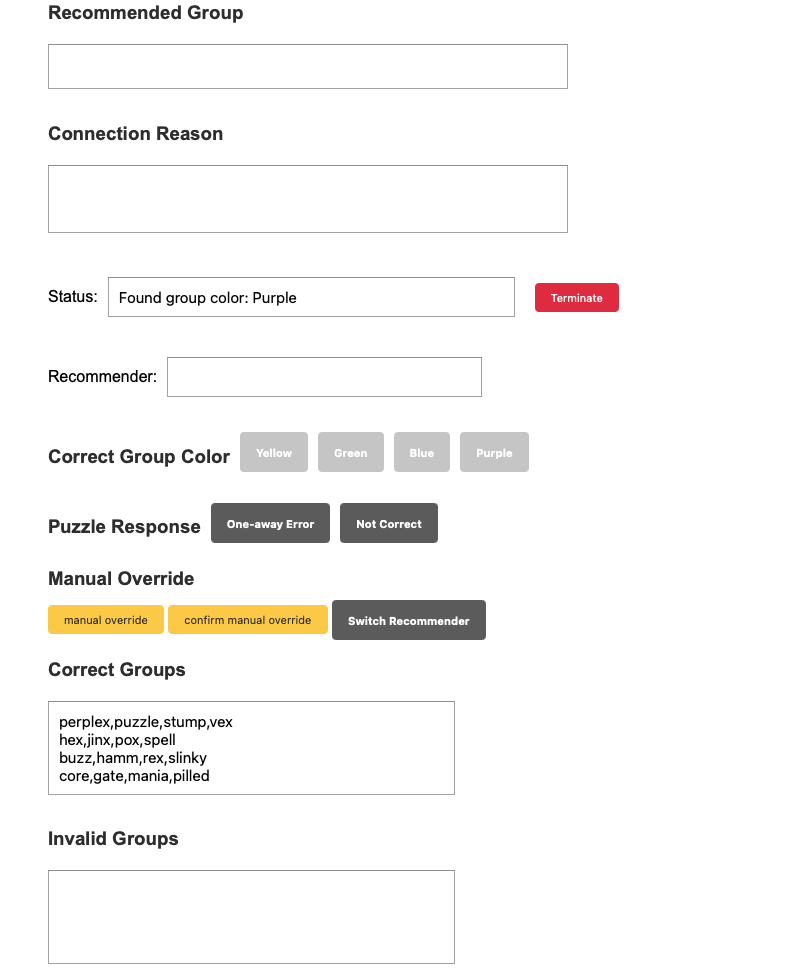 Recommended Group
Connection Reason
Status: Found group color: Purple Terminate
Recommender:
Correct Group Color Yellow Green Blue Purple
Puzzle Response One-away Error Not Correct
Manual Override
manual override confirm manual override Switch Recommender
Correct Groups
perplex,puzzle,stump,vex
hex,jinx,pox,spell
buzz,hamm,rex,slinky
core,gate,mania,pilled
Invalid Groups